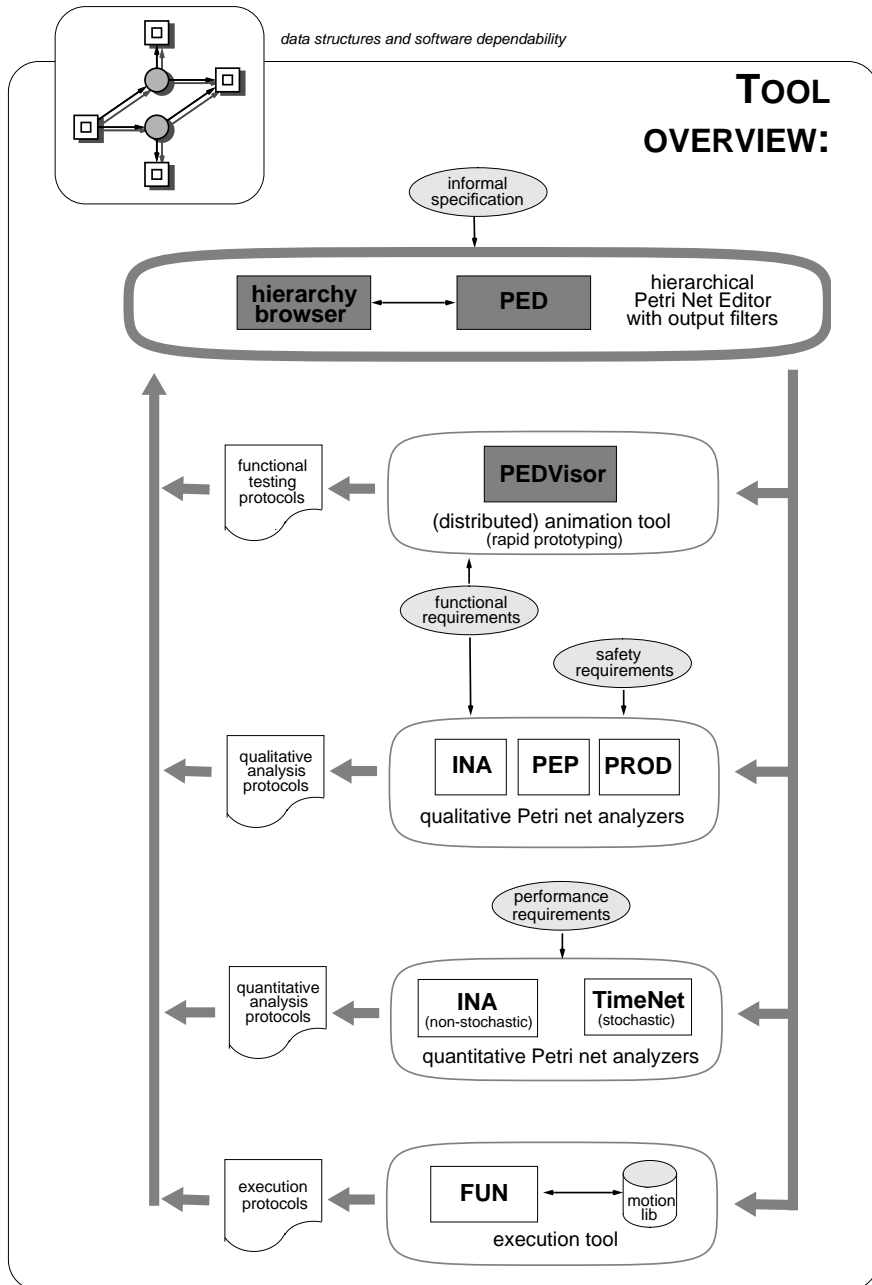 data structures and software dependability
TOOL
OVERVIEW:
informal
specification
hierarchy
browser
PED
hierarchical
Petri Net Editor
with output filters
functional
testing
protocols
PEDVisor
(distributed) animation tool
(rapid prototyping)
functional
requirements
safety
requirements
qualitative
analysis
protocols
INA
PEP
PROD
qualitative Petri net analyzers
performance
requirements
quantitative
analysis
protocols
INA
(non-stochastic)
TimeNet
(stochastic)
quantitative Petri net analyzers
execution
protocols
FUN
motion
lib
execution tool